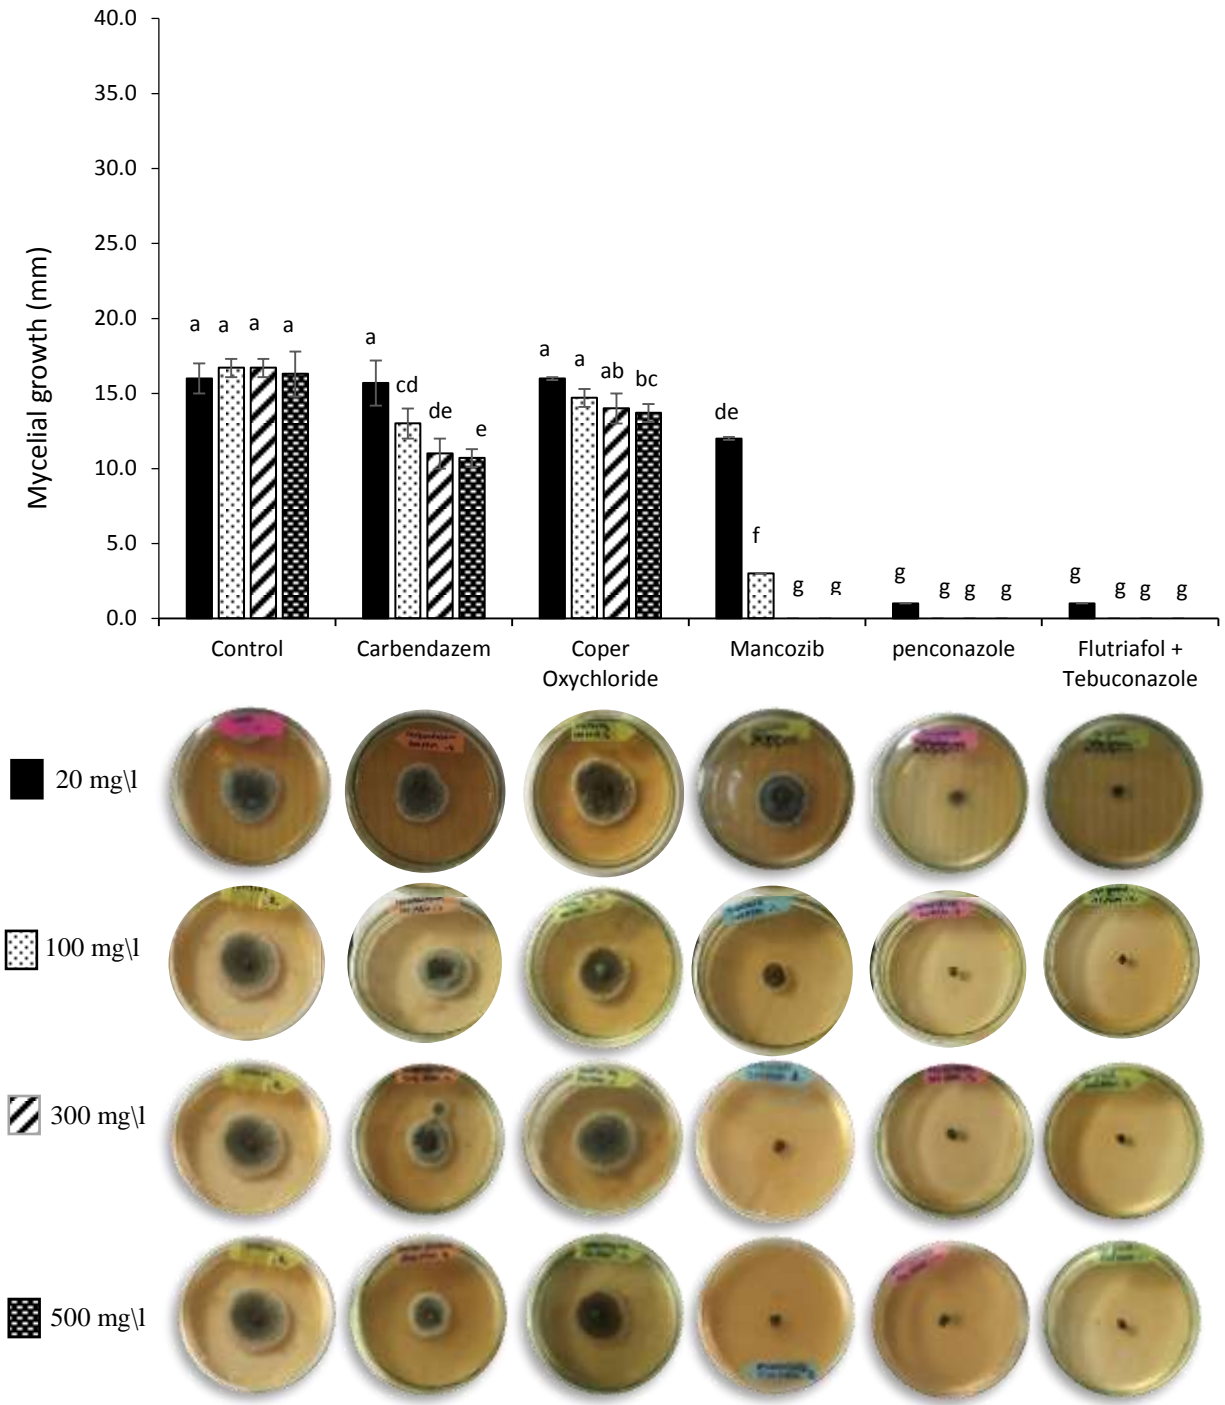 40.0
35.0
30.0
25.0
20.0
15.0
10.0
5.0
0.0
Mycelial growth (mm)
a a a a
a cd de e
a a ab bc
de f g g
g g g g
g g g g
Control
Carbendazem
Coper
Oxychloride
Mancozib
penconazole
Flutriafol +
Tebuconazole
20 mg\l
100 mg\l
300 mg\l
500 mg\l